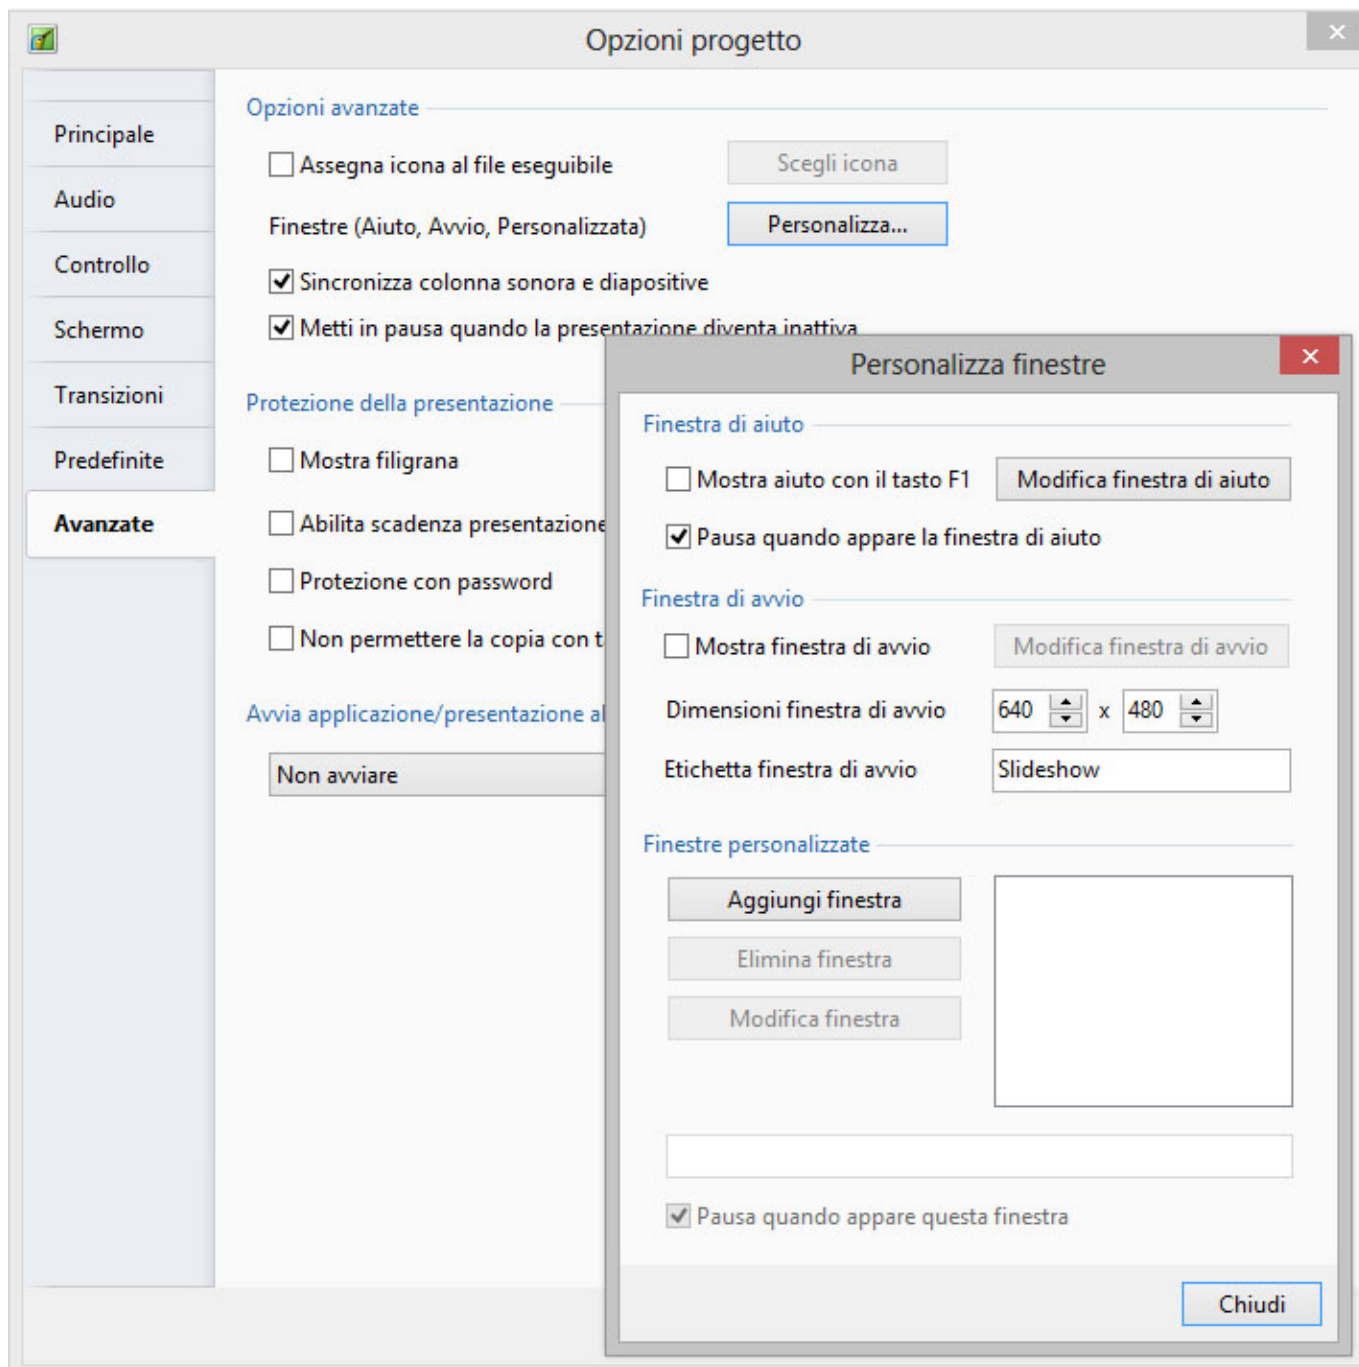 Opzioni progetto
Principale
Audio
Controllo
Schermo
Transizioni
Predefinite
Avanzate
Opzioni avanzate
Assegna icona al file eseguibile Scegli icona
Finestre (Aiuto, Avvio, Personalizzata) Personalizza...
Sincronizza colonna sonora e diapositive
Metti in pausa quando la presentazione diventa inattiva
Protezione della presentazione
Mostra filigrana
Abilita scadenza presentazione
Protezione con password
Non permettere la copia con t
Avvia applicazione/presentazione al
Non avviare
Personalizza finestre
Finestra di aiuto
Mostra aiuto con il tasto F1 Modifica finestra di aiuto
Pausa quando appare la finestra di aiuto
Finestra di avvio
Mostra finestra di avvio Modifica finestra di avvio
Dimensioni finestra di avvio 640 x 480
Etichetta finestra di avvio Slideshow
Finestre personalizzate
Aggiungi finestra
Elimina finestra
Modifica finestra
Pausa quando appare questa finestra
Chiudi